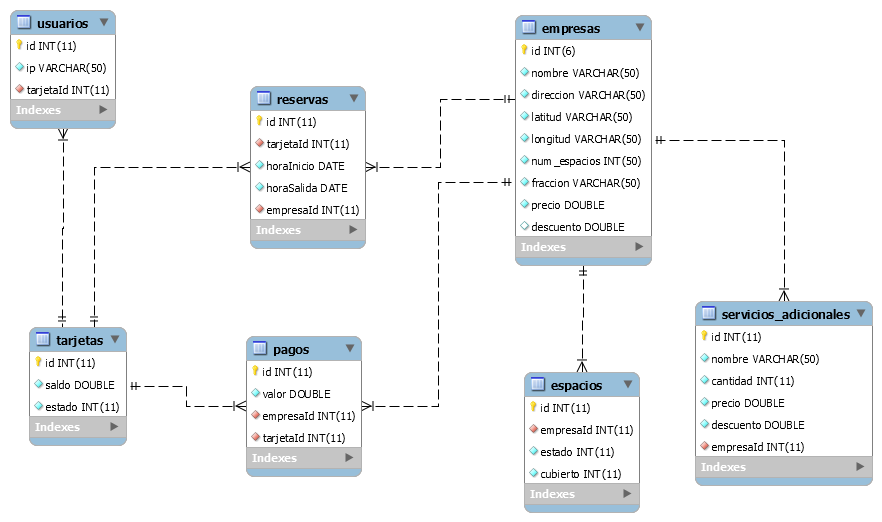 usuarios
id INT(11)
ip VARCHAR(50)
tarjetaId INT(11)
Indexes
reservas
id INT(11)
tarjetaId INT(11)
horaInicio DATE
horaSalida DATE
empresaId INT(11)
Indexes
empresas
id INT(6)
nombre VARCHAR(50)
direccion VARCHAR(50)
latitud VARCHAR(50)
longitud VARCHAR(50)
num_espacios INT(50)
fraccion VARCHAR(50)
precio DOUBLE
descuento DOUBLE
Indexes
tarjetas
id INT(11)
saldo DOUBLE
estado INT(11)
Indexes
pagos
id INT(11)
valor DOUBLE
empresaId INT(11)
tarjetaId INT(11)
Indexes
espacios
id INT(11)
empresaId INT(11)
estado INT(11)
cubierto INT(11)
Indexes
servicios_adicionales
id INT(11)
nombre VARCHAR(50)
cantidad INT(11)
precio DOUBLE
descuento DOUBLE
empresaId INT(11)
Indexes